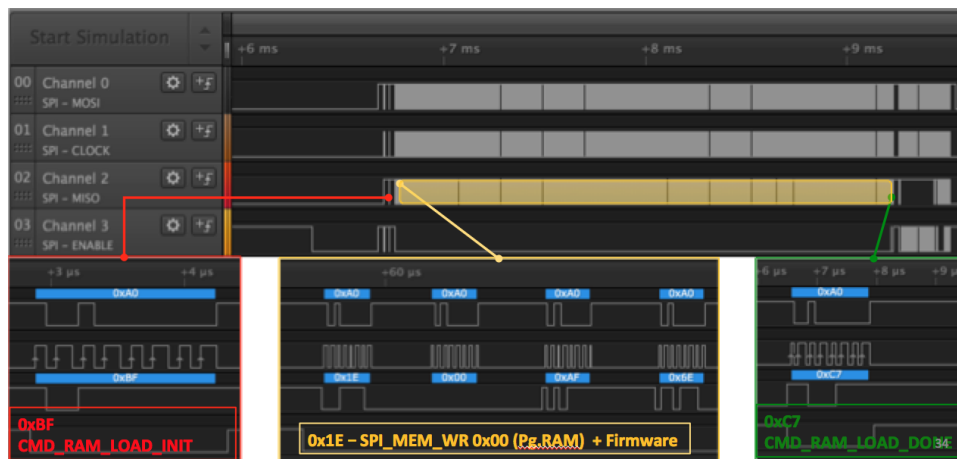 Start Simulation
+6 ms +7 ms +8 ms +9 ms
00 Channel 0
SPI – MOSI
01 Channel 1
SPI – CLOCK
02 Channel 2
SPI – MISO
03 Channel 3
SPI – ENABLE
+3 µs +4 µs
0xA0
0xBF
0xBF
CMD_RAM_LOAD_INIT
+60 µs
0xA0 0xA0 0xA0 0xA0
0x1E 0x00 0xAF 0x6E
0x1E – SPI_MEM_WR 0x00 (Pg.RAM) + Firmware
+6 µs +7 µs +8 µs +9 µ
0xA0
0xC7
0xC7
CMD_RAM_LOAD_DONE
34